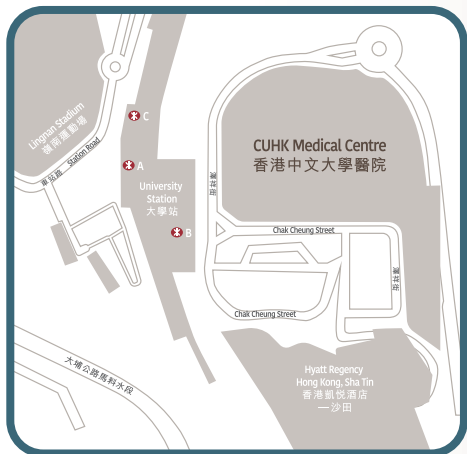 Lingnan Stadium
嶺南運動場
C
車站路 Station Road
A
University
Station
大學站
B
CUHK Medical Centre
香港中文大學醫院
澤祥街
Chak Cheung Street
澤祥街
Chak Cheung Street
大埔公路馬料水段
Hyatt Regency
Hong Kong, Sha Tin
香港凱悅酒店
—沙田